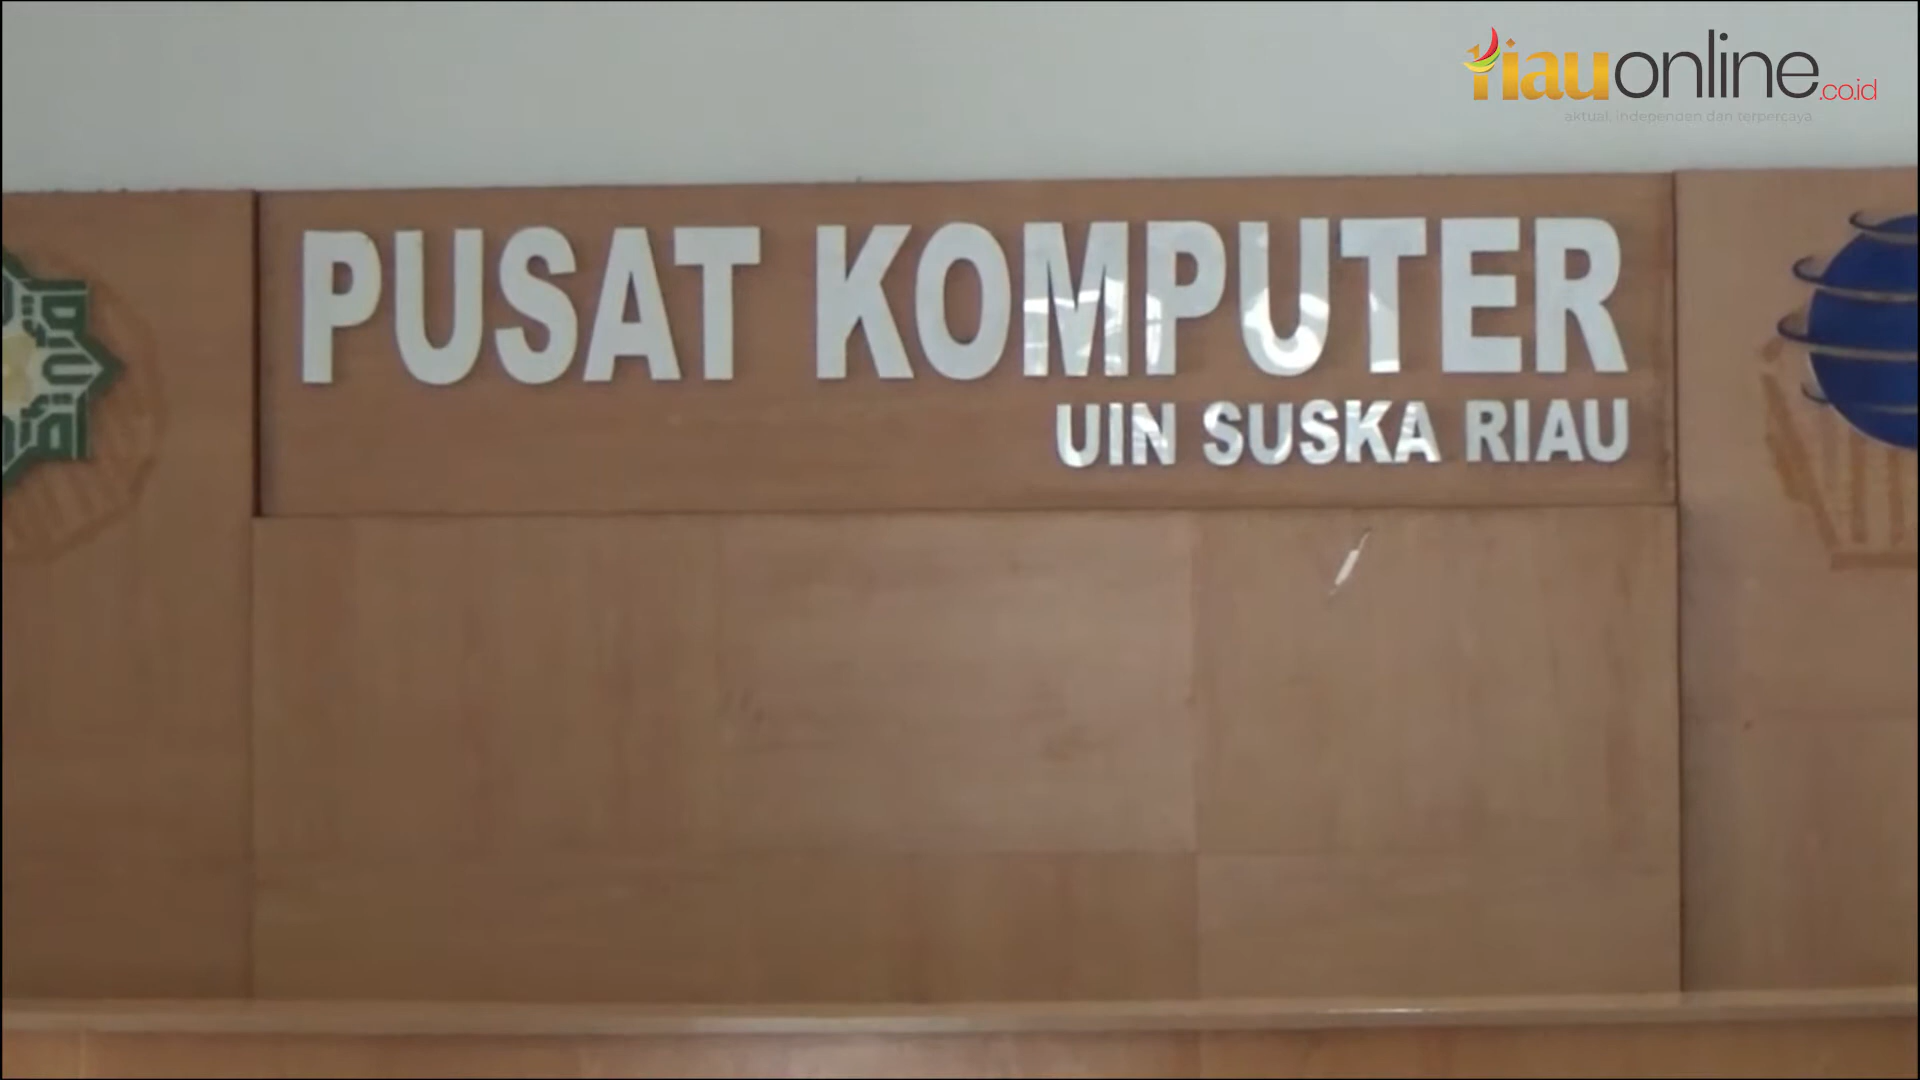 riauonline.co.id
aktual, independen dan terpercaya
PUSAT KOMPUTER
UIN SUSKA RIAU